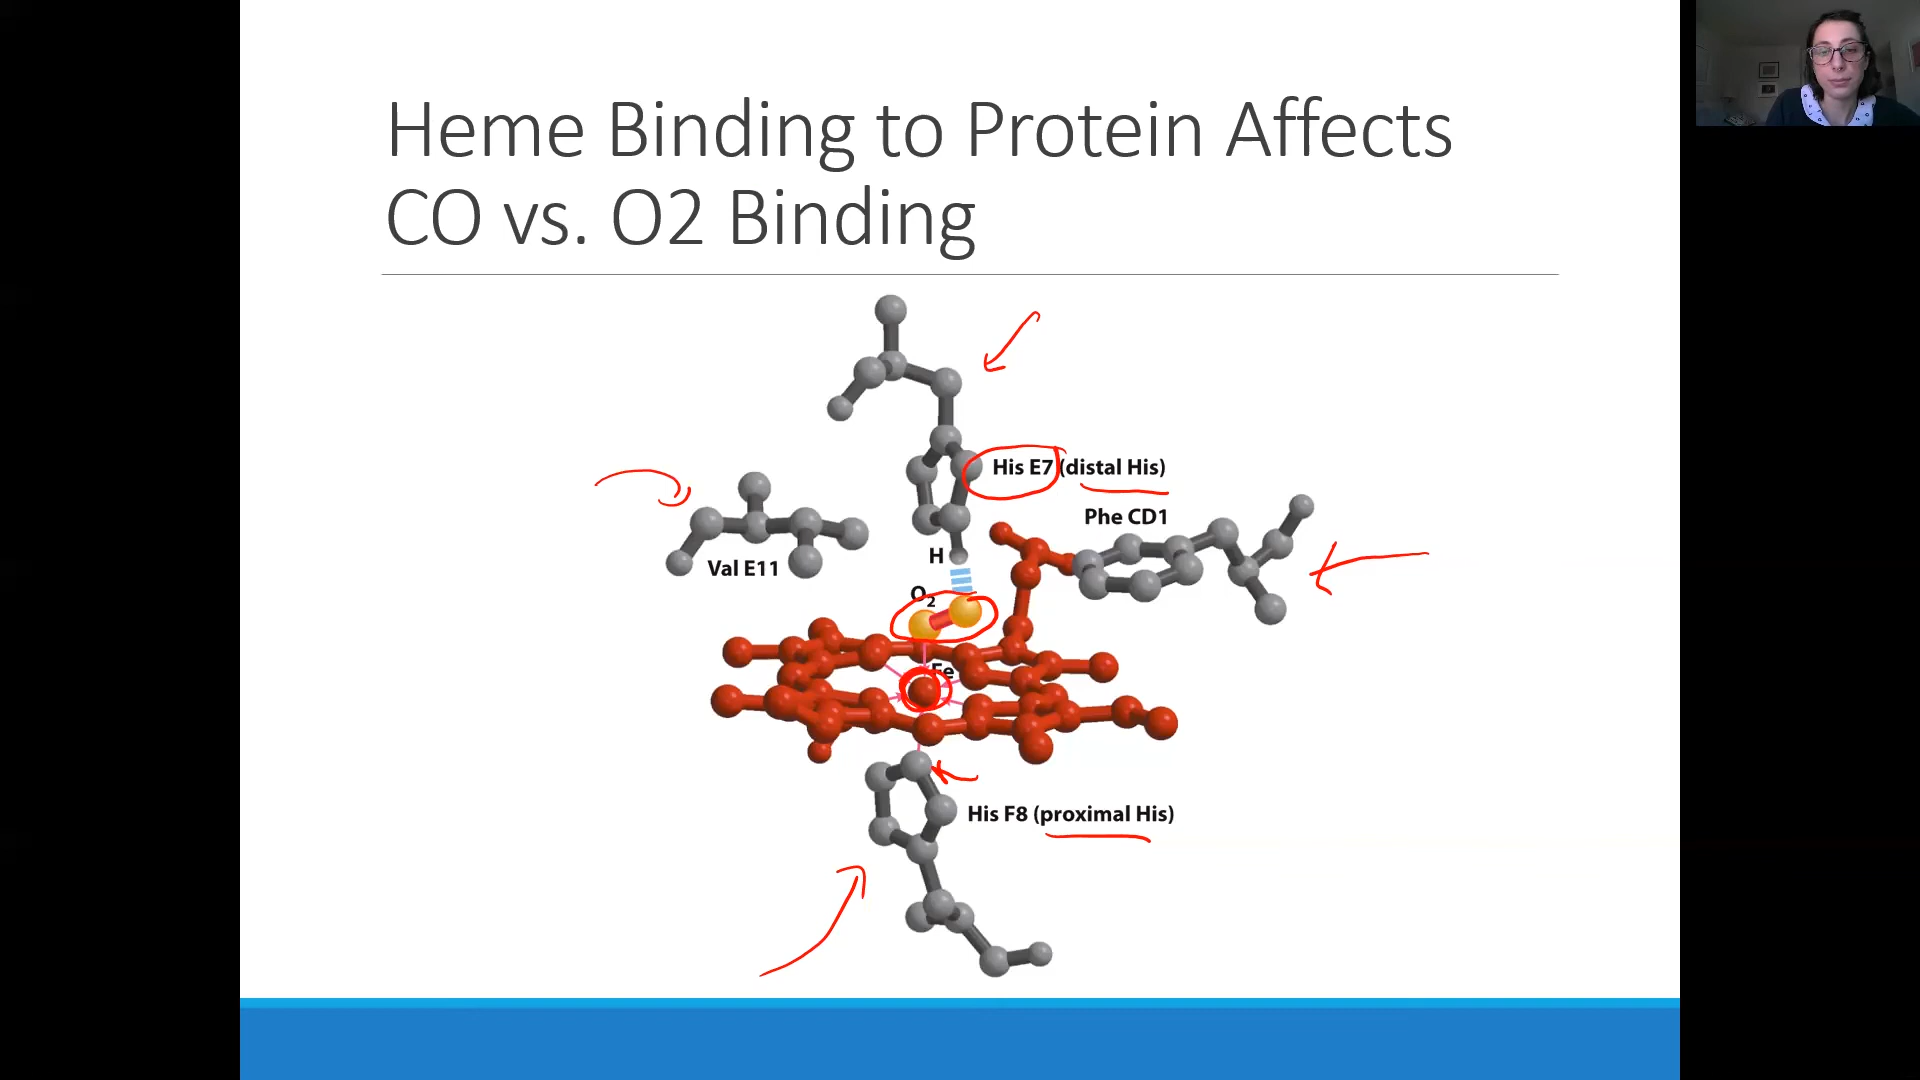 Heme Binding to Protein Affects
CO vs. O2 Binding
His E7 (distal His)
Phe CD1
H
Val E11
O2
Fe
His F8 (proximal His)